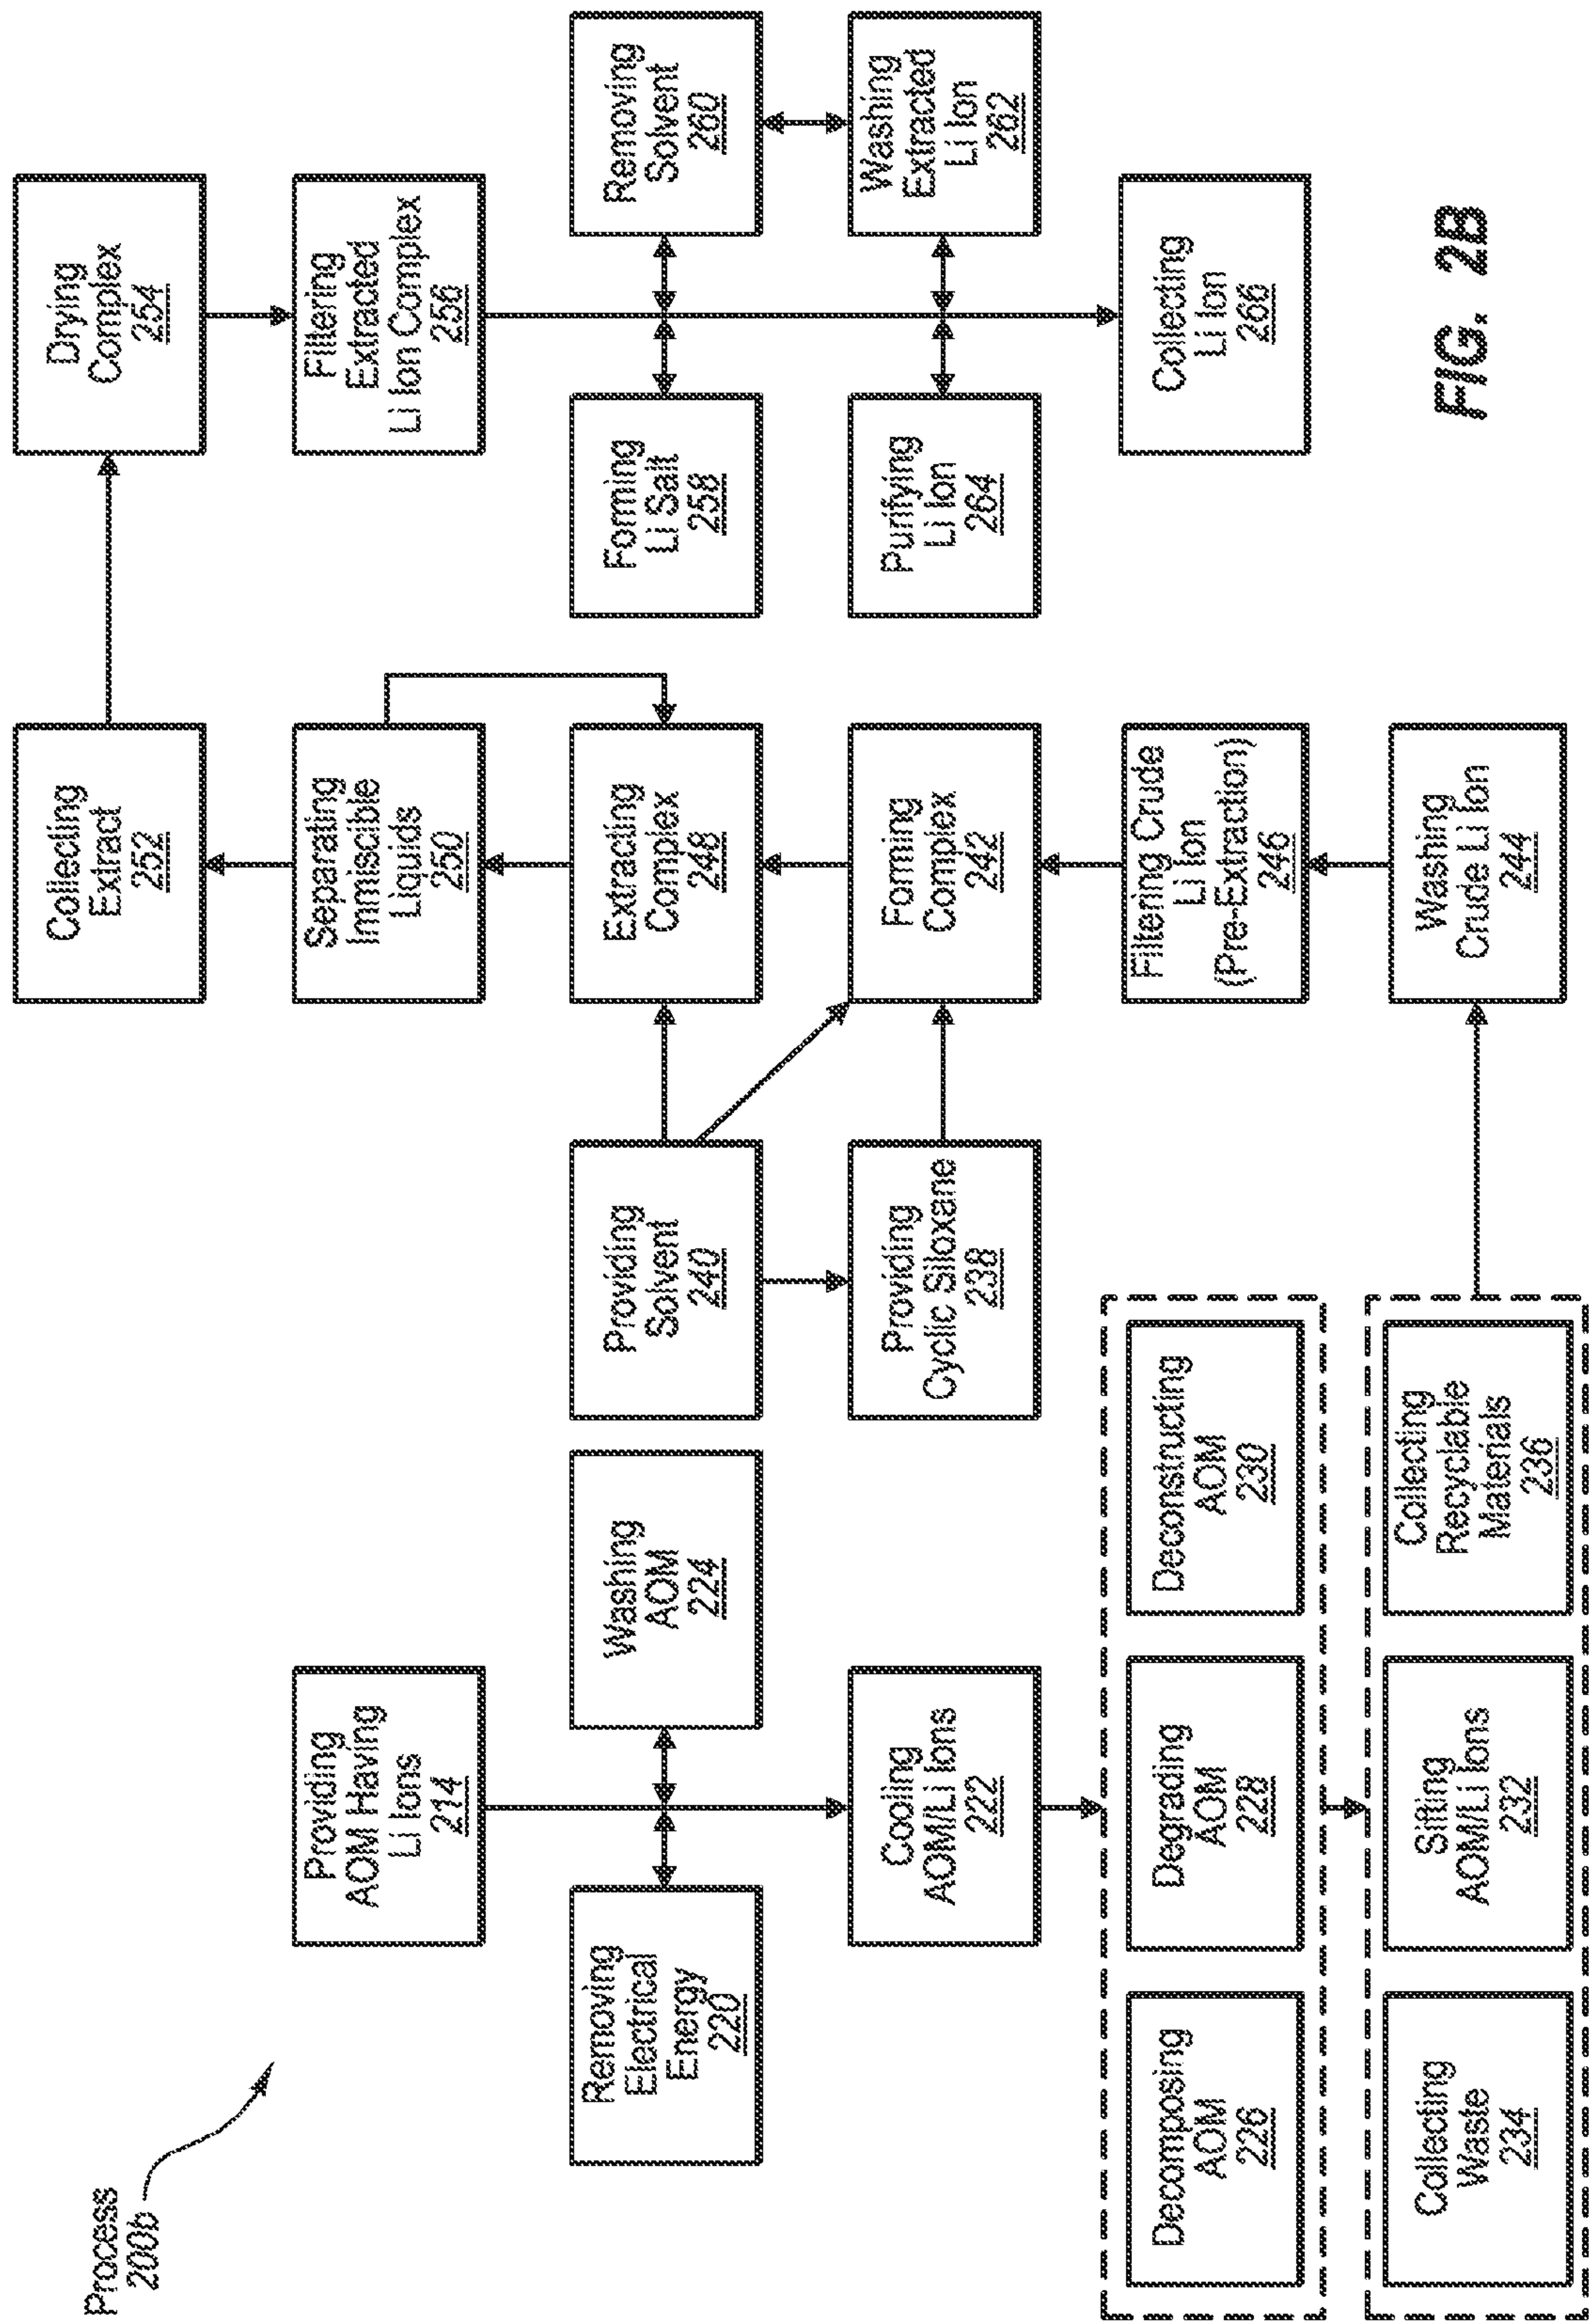 Process
200b
Providing
AOM Having
Li Ions
214
Removing
Electrical
Energy
220
Washing
AOM
224
Cooling
AOM/Li Ions
222
Decomposing
AOM
226
Degrading
AOM
228
Deconstructing
AOM
230
Collecting
Waste
234
Sifting
AOM/Li Ions
232
Collecting
Recyclable
Materials
236
Providing
Solvent
240
Providing
Cyclic Siloxane
238
Collecting
Extract
252
Separating
Immiscible
Liquids
250
Extracting
Complex
248
Forming
Complex
242
Filtering Crude
Li Ion
(Pre-Extraction)
246
Washing
Crude Li Ion
244
Drying
Complex
254
Filtering
Extracted
Li Ion Complex
256
Forming
Li Salt
258
Removing
Solvent
260
Purifying
Li Ion
264
Washing
Extracted
Li Ion
262
Collecting
Li Ion
266
FIG. 2B